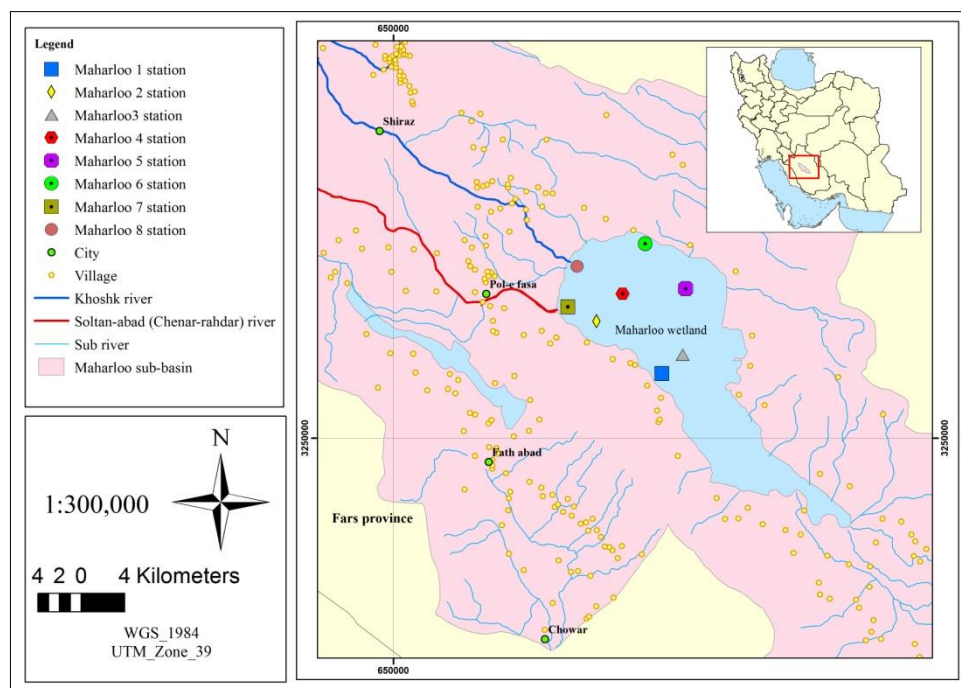 Legend
Maharloo 1 station
Maharloo 2 station
Maharloo3 station
Maharloo 4 station
Maharloo 5 station
Maharloo 6 station
Maharloo 7 station
Maharloo 8 station
City
Village
Khoshk river
Soltan-abad (Chenar-rahdar) river
Sub river
Maharloo sub-basin
N
1:300,000
4 2 0 4 Kilometers
WGS_1984
UTM_Zone_39
650000
Shiraz
Pol-e fasa
Maharloo wetland
3250000
3250000
Fath abad
Fars province
Chowar
650000